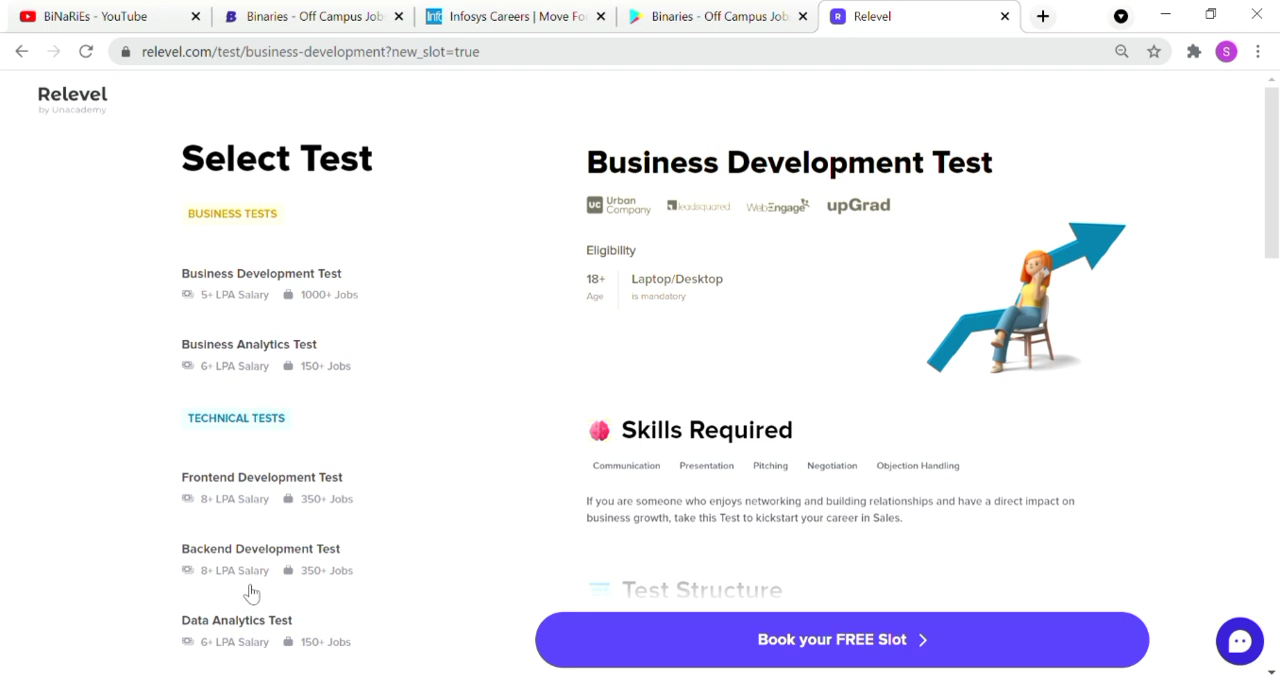 BiNaRiEs - YouTube
Binaries - Off Campus Job
Infosys Careers | Move Fo
Binaries - Off Campus Job
Relevel
relevel.com/test/business-development?new_slot=true
S
Relevel
by Unacademy
Select Test
BUSINESS TESTS
Business Development Test
5+ LPA Salary 1000+ Jobs
Business Analytics Test
6+ LPA Salary 150+ Jobs
TECHNICAL TESTS
Frontend Development Test
8+ LPA Salary 350+ Jobs
Backend Development Test
8+ LPA Salary 350+ Jobs
Data Analytics Test
6+ LPA Salary 150+ Jobs
Business Development Test
UC Urban Company leadsquared WebEngage upGrad
Eligibility
18+ Laptop/Desktop
Age is mandatory
Skills Required
Communication Presentation Pitching Negotiation Objection Handling
If you are someone who enjoys networking and building relationships and have a direct impact on
business growth, take this Test to kickstart your career in Sales.
Test Structure
Book your FREE Slot